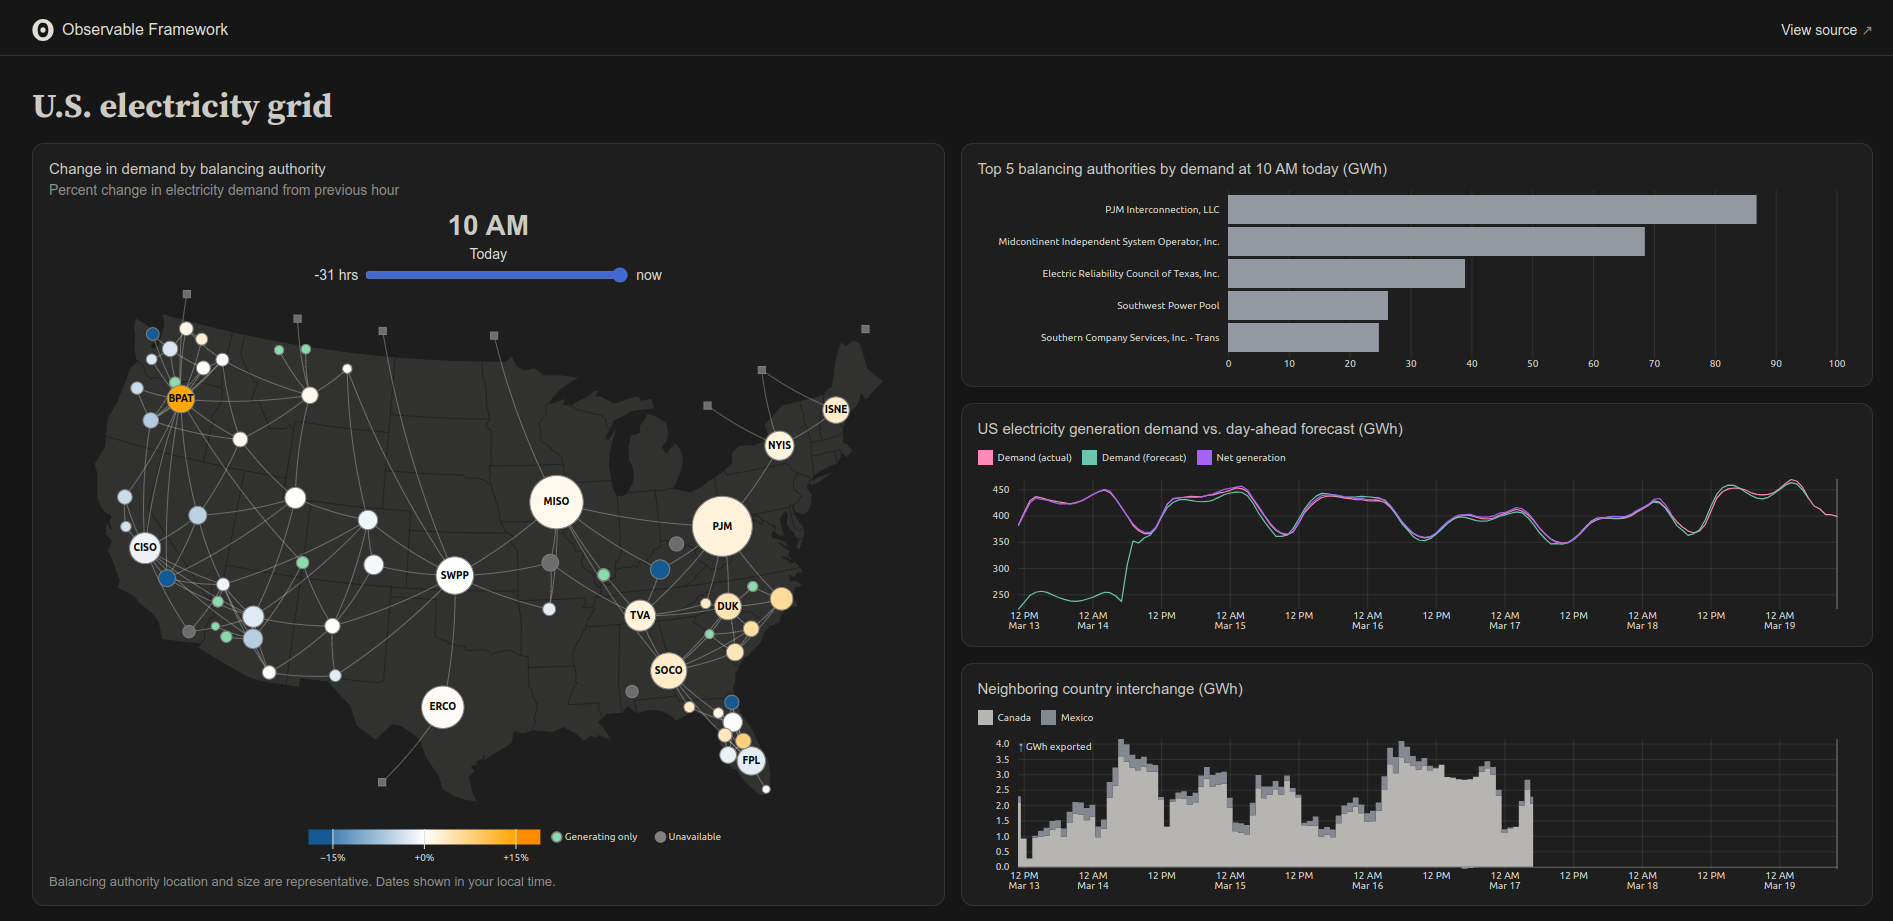 Observable Framework
View source ↗
U.S. electricity grid
Change in demand by balancing authority
Percent change in electricity demand from previous hour
10 AM
Today
-31 hrs
now
BPAT
ISNE
NYIS
MISO
PJM
CISO
SWPP
TVA
DUK
SOCO
ERCO
FPL
−15%
+0%
+15%
Generating only
Unavailable
Balancing authority location and size are representative. Dates shown in your local time.
Top 5 balancing authorities by demand at 10 AM today (GWh)
PJM Interconnection, LLC
Midcontinent Independent System Operator, Inc.
Electric Reliability Council of Texas, Inc.
Southwest Power Pool
Southern Company Services, Inc. - Trans
0 10 20 30 40 50 60 70 80 90 100
US electricity generation demand vs. day-ahead forecast (GWh)
Demand (actual) Demand (forecast) Net generation
450
400
350
300
250
12 PM 12 AM 12 PM 12 AM 12 PM 12 AM 12 PM 12 AM 12 PM 12 AM 12 PM 12 AM
Mar 13 Mar 14 Mar 15 Mar 16 Mar 17 Mar 18 Mar 19
Neighboring country interchange (GWh)
Canada Mexico
↑ GWh exported
4.0
3.5
3.0
2.5
2.0
1.5
1.0
0.5
0.0
12 PM 12 AM 12 PM 12 AM 12 PM 12 AM 12 PM 12 AM 12 PM 12 AM 12 PM 12 AM
Mar 13 Mar 14 Mar 15 Mar 16 Mar 17 Mar 18 Mar 19